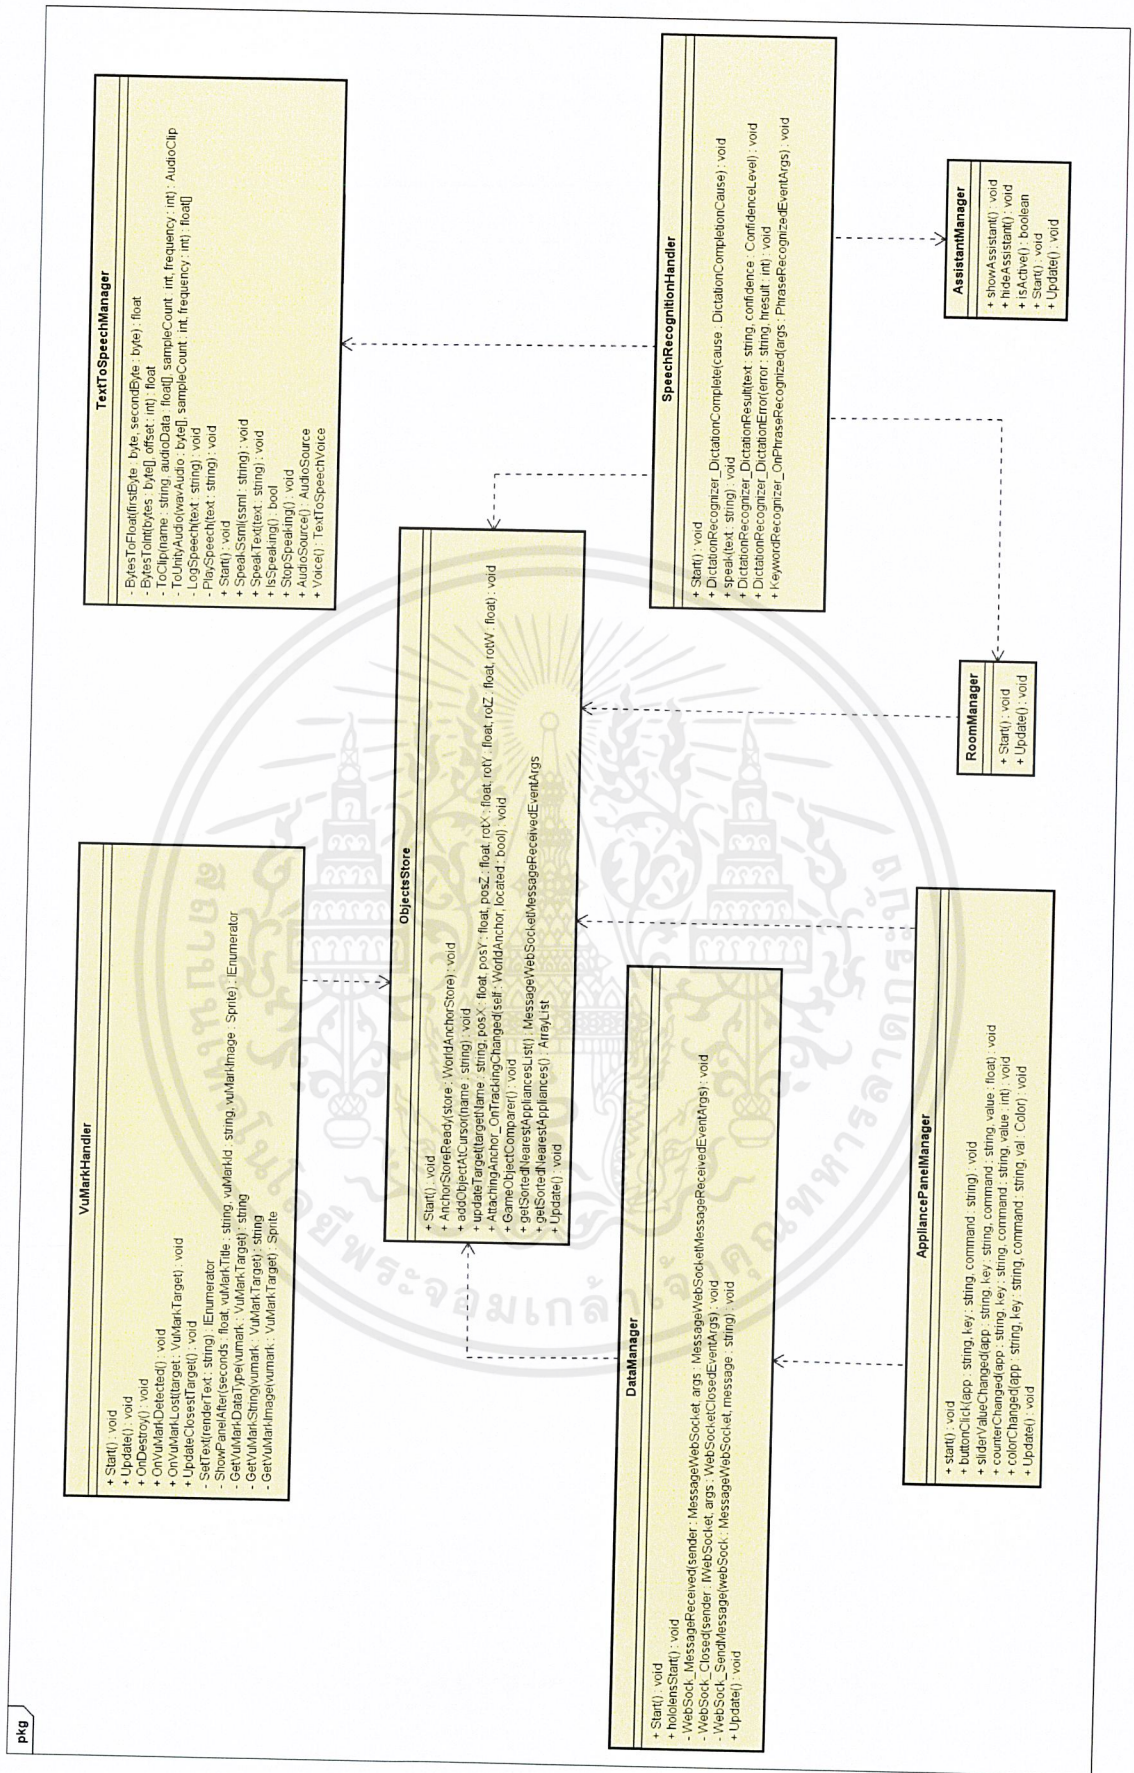 pkg
VuMarkHandler
+ Start() : void
+ Update() : void
+ OnDestroy() : void
+ OnVuMarkDetected() : void
+ OnVuMarkLost(target : VuMarkTarget) : void
+ UpdateClosestTarget() : void
- SetText(renderText : string) : IEnumerator
- ShowPanelAfter(seconds : float, vuMarkTitle : string, vuMarkId : string, vuMarkImage : Sprite) : IEnumerator
- GetVuMarkDataType(vumark : VuMarkTarget) : string
- GetVuMarkString(vumark : VuMarkTarget) : string
- GetVuMarkImage(vumark : VuMarkTarget) : Sprite
TextToSpeechManager
- BytesToFloat(firstByte : byte, secondByte : byte) : float
- BytesToInt(bytes : byte[], offset : int) : float
- ToClip(name : string, audioData : float[], sampleCount : int, frequency : int) : AudioClip
- ToUnityAudio(wavAudio : byte[], sampleCount : int, frequency : int) : float[]
- LogSpeech(text : string) : void
- PlaySpeech(text : string) : void
+ Start() : void
+ SpeakSsml(ssml : string) : void
+ SpeakText(text : string) : void
+ IsSpeaking() : bool
+ StopSpeaking() : void
+ AudioSource() : AudioSource
+ Voice() : TextToSpeechVoice
ObjectsStore
+ Start() : void
+ AnchorStoreReady(store : WorldAnchorStore) : void
+ addObjectAtCursor(name : string) : void
+ updateTarget(targetName : string, posX : float, posY : float, posZ : float, rotX : float, rotY : float, rotZ : float, rotW : float) : void
+ AttachingAnchor_OnTrackingChanged(self : WorldAnchor, located : bool) : void
+ GameObjectComparer() : void
+ getSortedNearestAppliancesList() : MessageWebSocketMessageReceivedEventArgs
+ getSortedNearestAppliances() : ArrayList
+ Update() : void
DataManager
+ Start() : void
+ hololensStart() : void
- WebSock_MessageReceived(sender : MessageWebSocket, args : MessageWebSocketMessageReceivedEventArgs) : void
- WebSock_Closed(sender : IWebSocket, args : WebSocketClosedEventArgs) : void
- WebSock_SendMessage(webSock : MessageWebSocket, message : string) : void
+ Update() : void
SpeechRecognitionHandler
+ Start() : void
+ DictationRecognizer_DictationComplete(cause : DictationCompletionCause) : void
+ speak(text : string) : void
+ DictationRecognizer_DictationResult(text : string, confidence : ConfidenceLevel) : void
+ DictationRecognizer_DictationError(error : string, hresult : int) : void
+ KeywordRecognizer_OnPhraseRecognized(args : PhraseRecognizedEventArgs) : void
AppliancePanelManager
+ start() : void
+ buttonClick(app : string, key : string, command : string) : void
+ sliderValueChanged(app : string, key : string, command : string, value : float) : void
+ counterChanged(app : string, key : string, command : string, value : int) : void
+ colorChanged(app : string, key : string, command : string, val : Color) : void
+ Update() : void
RoomManager
+ Start() : void
+ Update() : void
AssistantManager
+ showAssistant() : void
+ hideAssistant() : void
+ isActive() : boolean
+ Start() : void
+ Update() : void